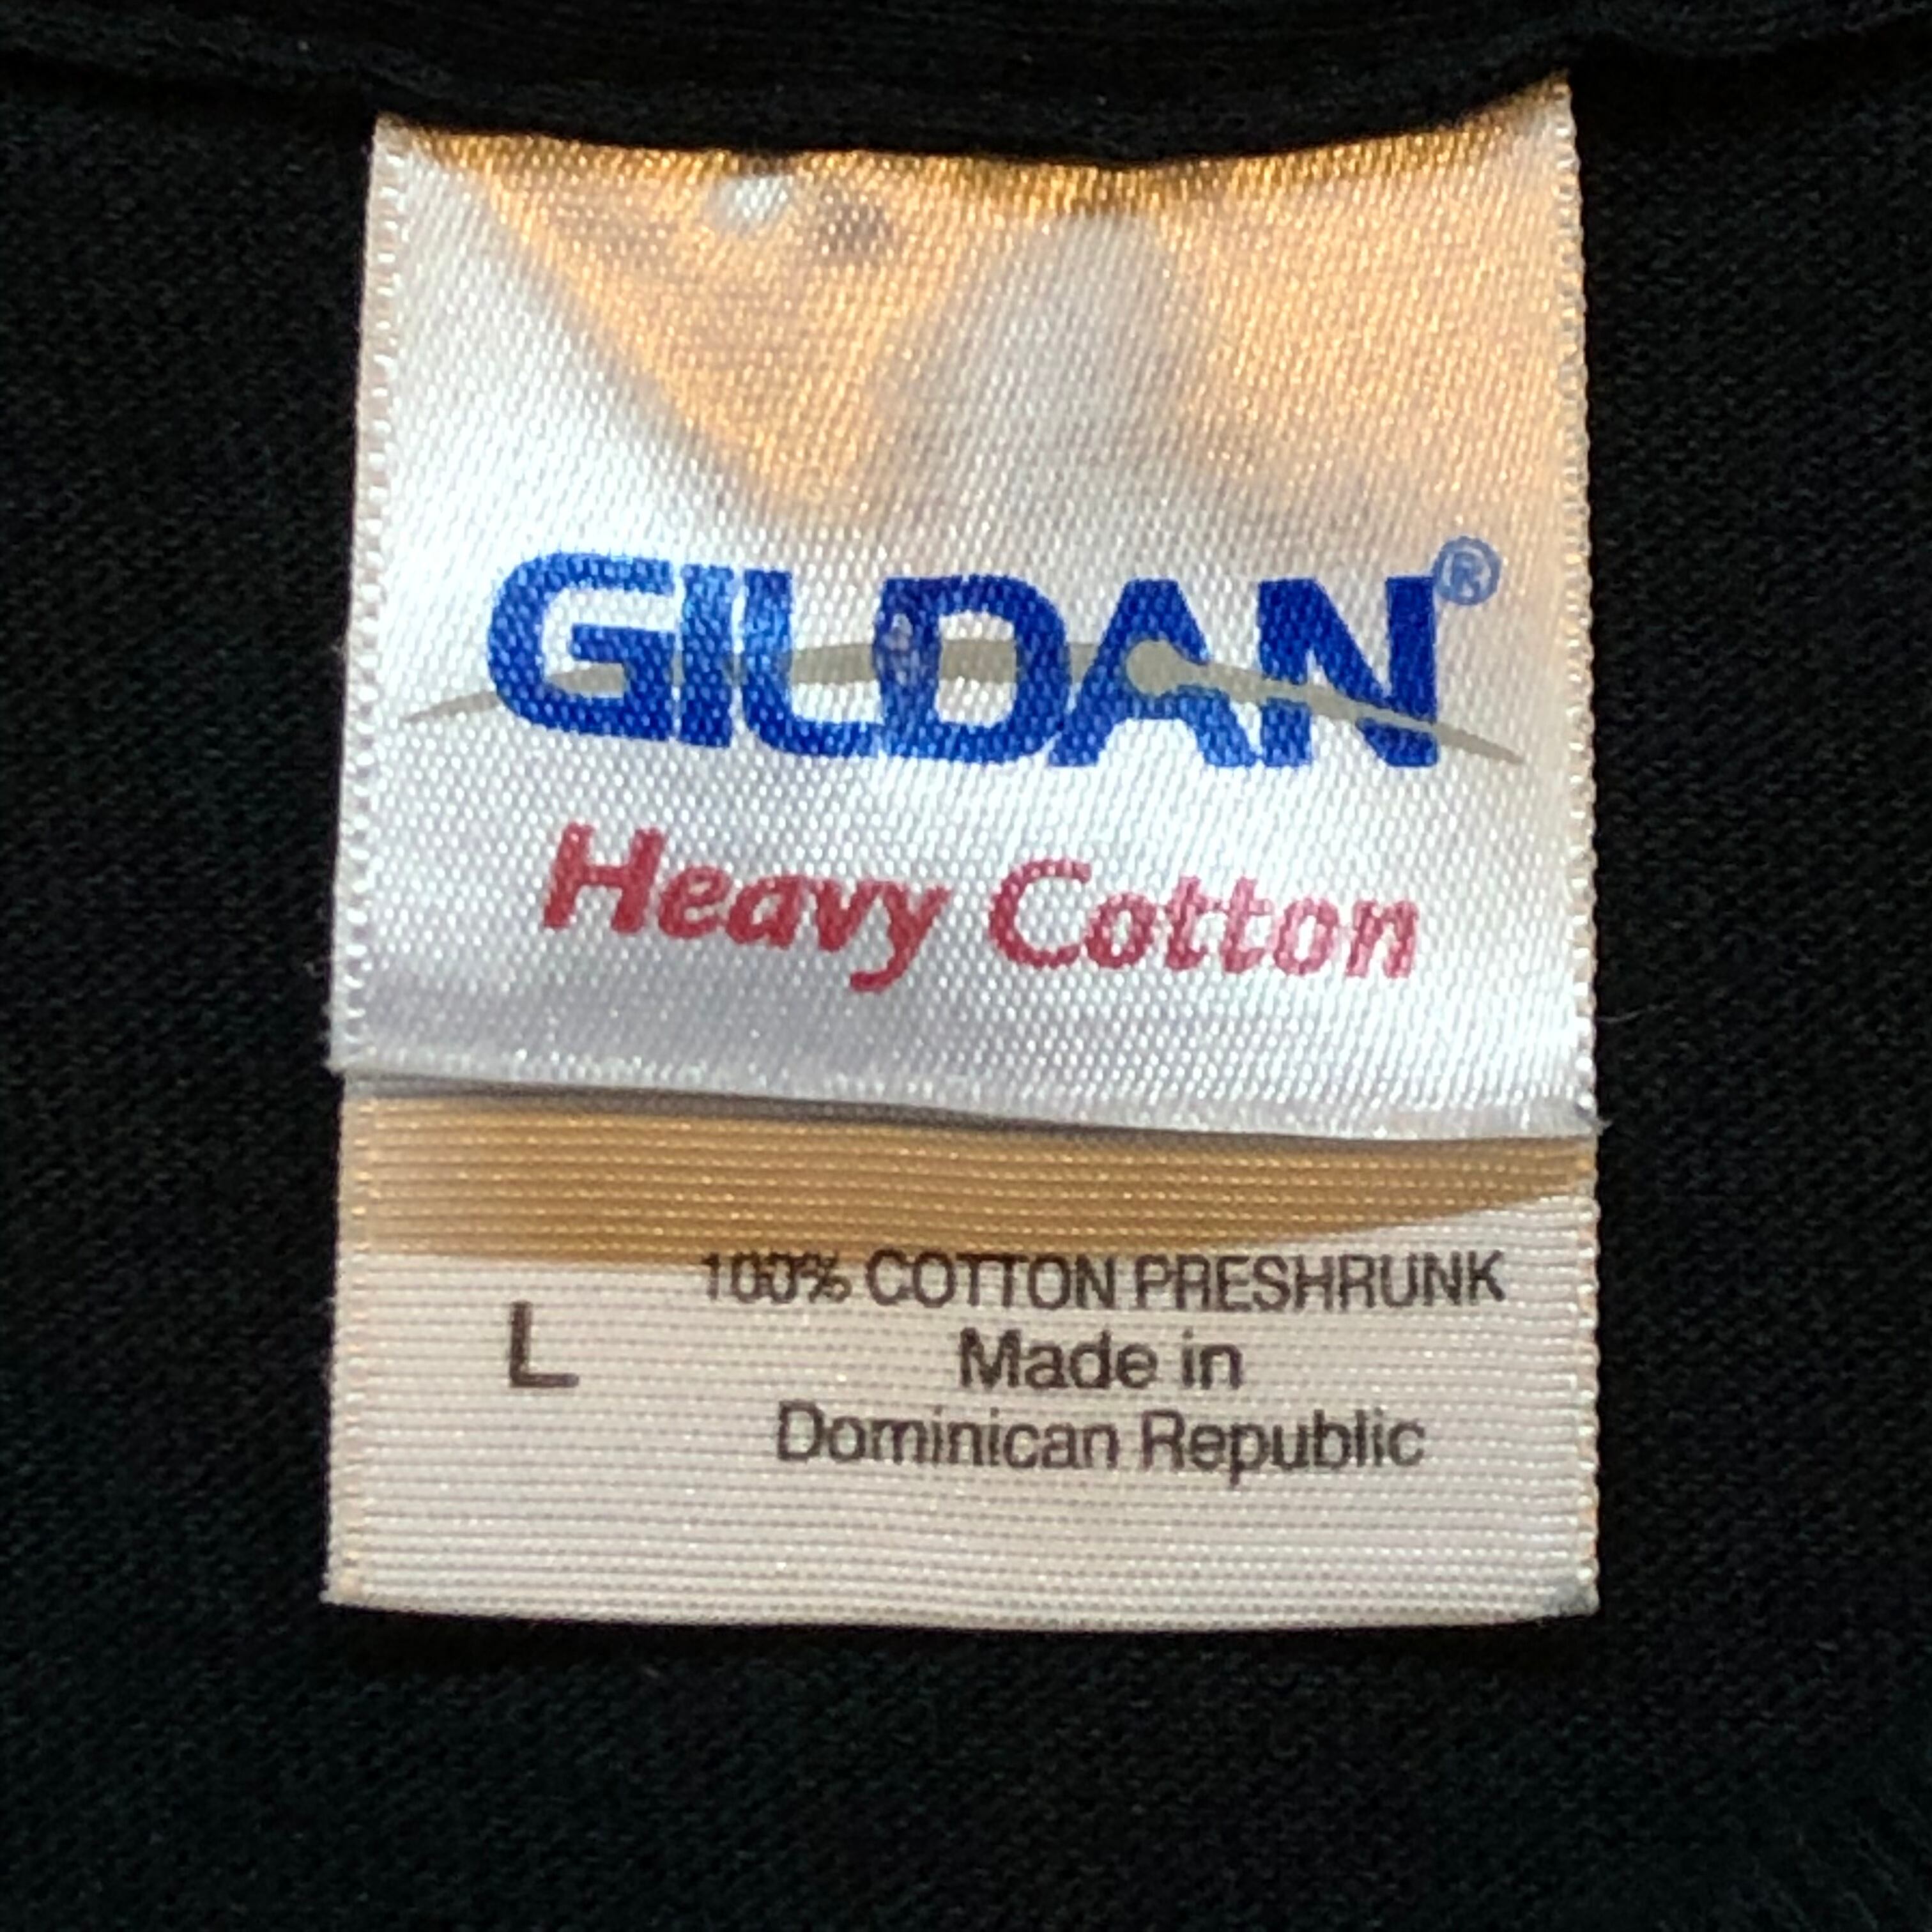 GILDAN®
Heavy Cotton
100% COTTON PRESHRUNK
L
Made in
Dominican Republic